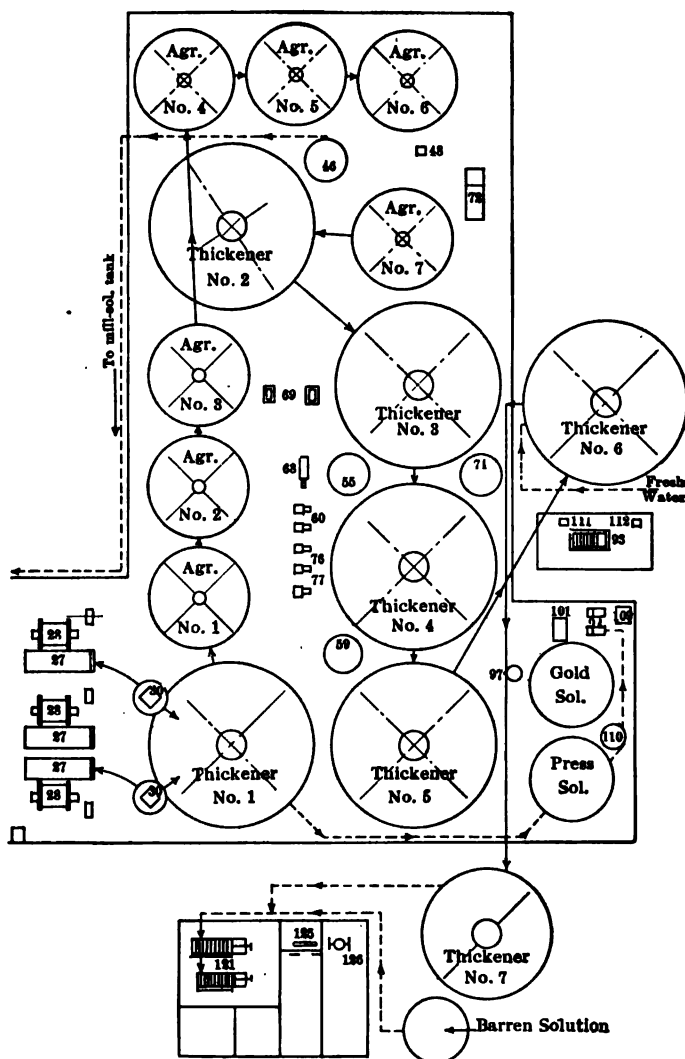 Agr.
No. 4
Agr.
No. 5
Agr.
No. 6
46
48
72
Thickener
No. 2
Agr.
No. 7
To mill-sol. tank
Agr.
No. 3
69
Thickener
No. 3
Thickener
No. 6
Fresh
Water
68
55
71
60
76
77
Agr.
No. 2
111
112
93
Agr.
No. 1
Thickener
No. 4
59
101
97
Gold
Sol.
28
27
30
28
27
27
28
30
Thickener
No. 1
Thickener
No. 5
110
Press
Sol.
Thickener
No. 7
121
125
126
Barren Solution